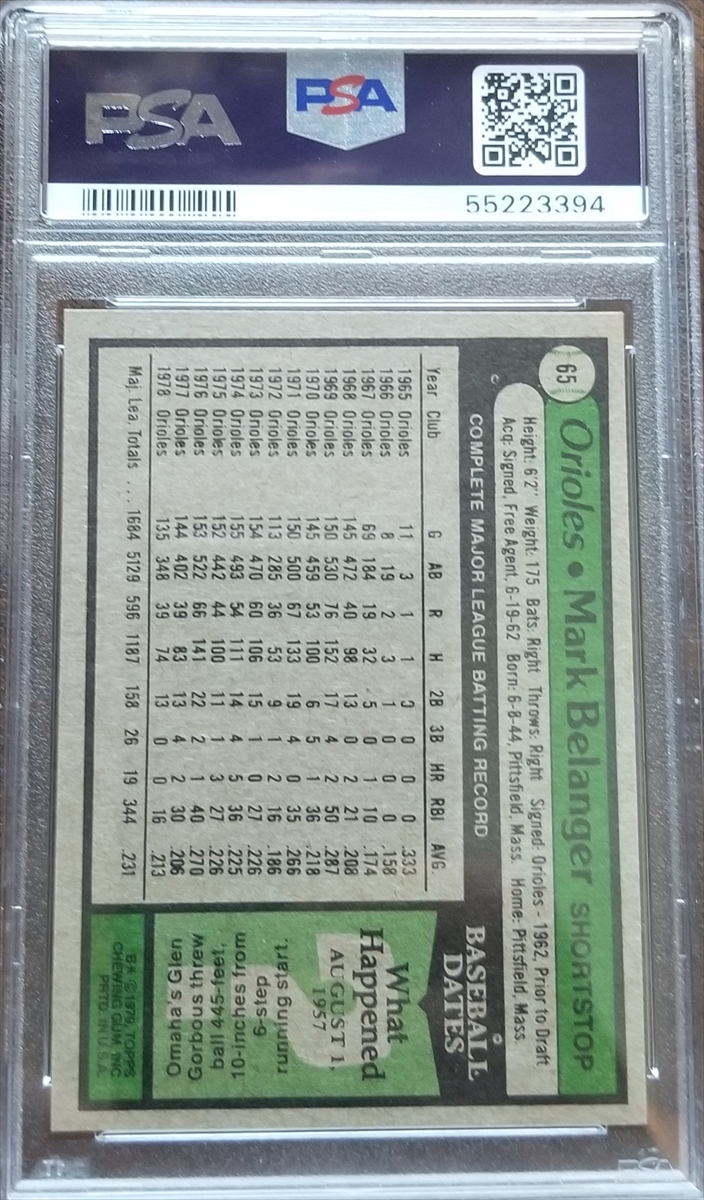 PSA
PSA
55223394
65
Orioles • Mark Belanger SHORTSTOP
Height: 6'2" Weight: 175 Bats: Right Throws: Right Signed: Orioles - 1962, Prior to Draft
Acq: Signed, Free Agent, 6-19-62 Born: 6-8-44, Pittsfield, Mass. Home: Pittsfield, Mass.
COMPLETE MAJOR LEAGUE BATTING RECORD
Year Club G AB R H 2B 3B HR RBI AVG.
1965 Orioles 11 3 1 1 0 0 0 0 .333
1966 Orioles 8 19 2 3 1 0 0 0 .158
1967 Orioles 69 184 19 32 5 0 1 10 .174
1968 Orioles 145 472 40 98 13 0 2 21 .208
1969 Orioles 150 530 76 152 17 4 2 50 .287
1970 Orioles 145 459 53 100 6 5 1 36 .218
1971 Orioles 150 500 67 133 19 4 0 35 .266
1972 Orioles 113 285 36 53 9 1 2 16 .186
1973 Orioles 154 470 60 106 15 1 0 27 .226
1974 Orioles 155 493 54 111 14 4 5 36 .225
1975 Orioles 152 442 44 100 11 1 3 27 .226
1976 Orioles 153 522 66 141 22 2 1 40 .270
1977 Orioles 144 402 39 83 13 4 2 30 .206
1978 Orioles 135 348 39 74 13 0 0 16 .213
Maj. Lea. Totals ... 1684 5129 596 1187 158 26 19 344 .231
BASEBALL
DATES
What
Happened
AUGUST 1,
1957
Omaha's Glen
Gorbous threw
ball 445-feet,
10-inches from
6-step
running start.
B* © 1979, TOPPS
CHEWING GUM, INC
PRTD. IN U.S.A.
PSA